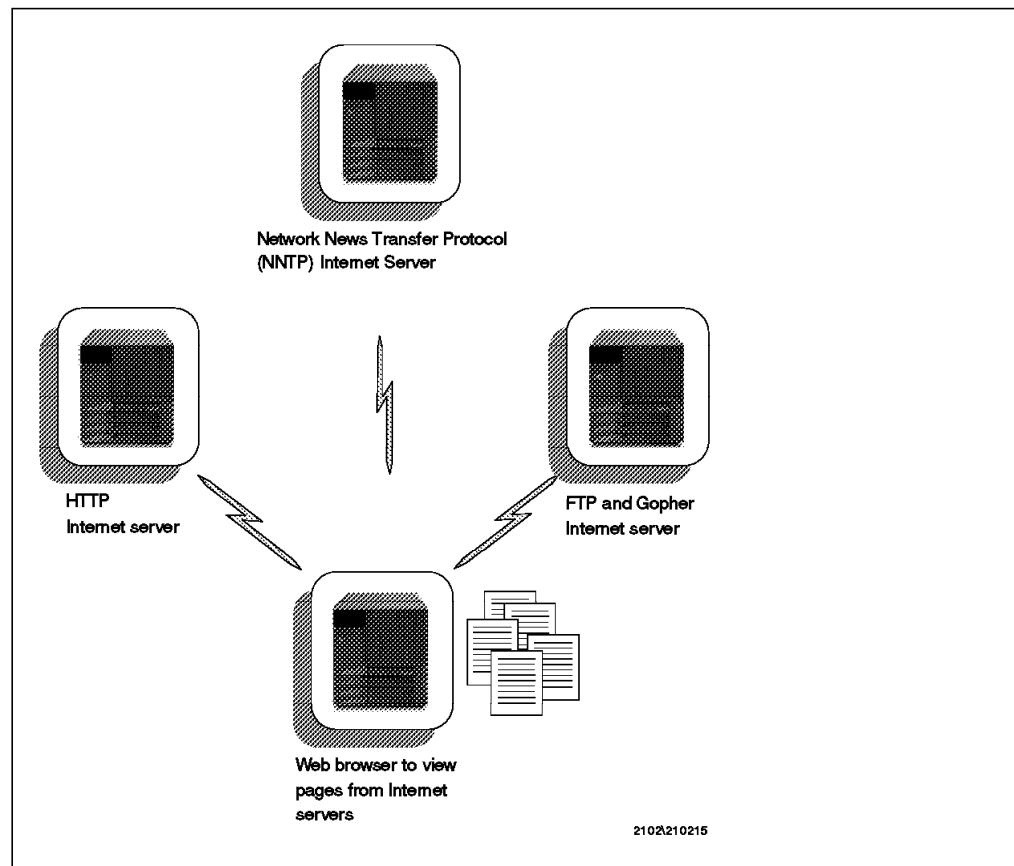 Network News Transfer Protocol
(NNTP) Internet Server
HTTP
Internet server
FTP and Gopher
Internet server
Web browser to view
pages from Internet
servers
2102\210215